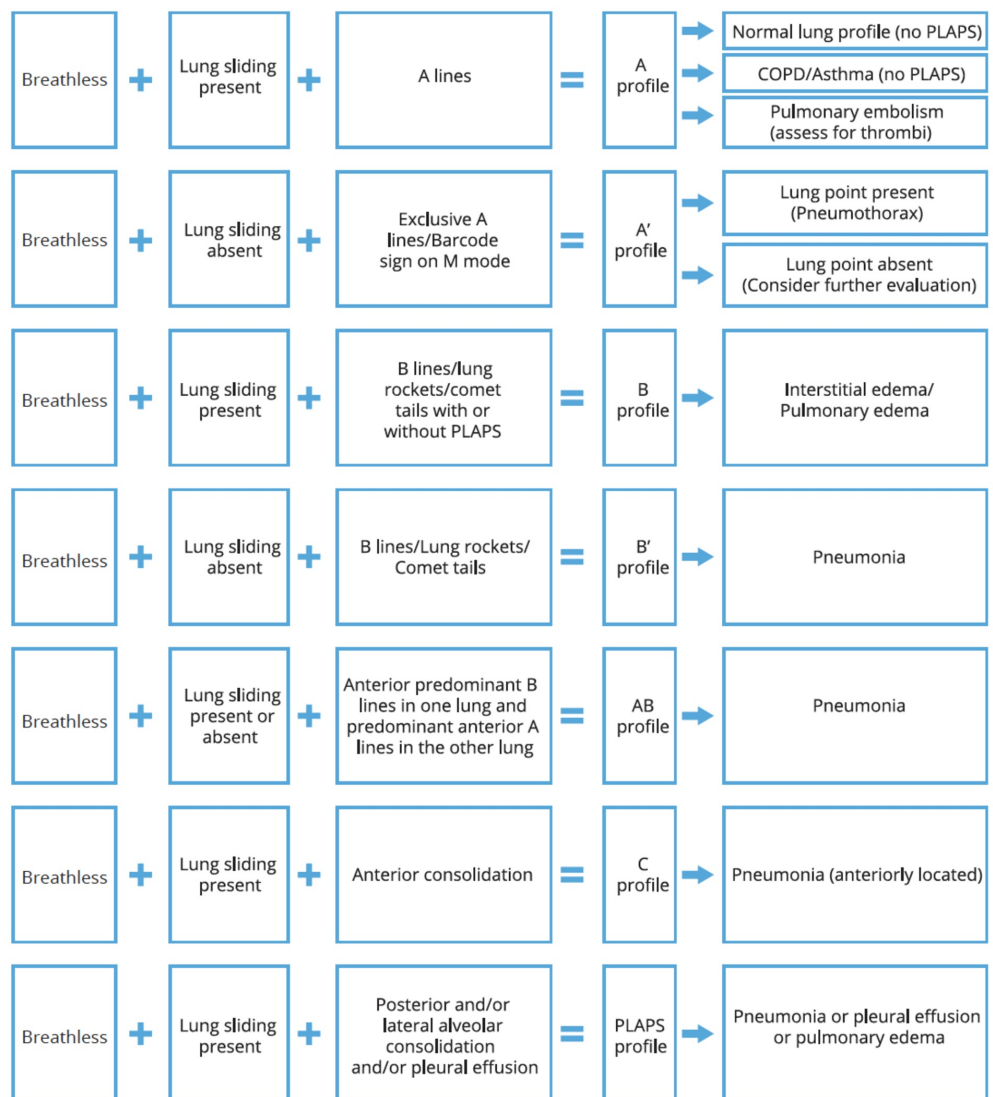 Breathless
+
Lung sliding
present
+
A lines
=
A
profile
Normal lung profile (no PLAPS)
COPD/Asthma (no PLAPS)
Pulmonary embolism
(assess for thrombi)
Breathless
+
Lung sliding
absent
+
Exclusive A
lines/Barcode
sign on M mode
=
A’
profile
Lung point present
(Pneumothorax)
Lung point absent
(Consider further evaluation)
Breathless
+
Lung sliding
present
+
B lines/lung
rockets/comet
tails with or
without PLAPS
=
B
profile
Interstitial edema/
Pulmonary edema
Breathless
+
Lung sliding
absent
+
B lines/Lung rockets/
Comet tails
=
B’
profile
Pneumonia
Breathless
+
Lung sliding
present or
absent
+
Anterior predominant B
lines in one lung and
predominant anterior A
lines in the other lung
=
AB
profile
Pneumonia
Breathless
+
Lung sliding
present
+
Anterior consolidation
=
C
profile
Pneumonia (anteriorly located)
Breathless
+
Lung sliding
present
+
Posterior and/or
lateral alveolar
consolidation
and/or pleural effusion
=
PLAPS
profile
Pneumonia or pleural effusion
or pulmonary edema